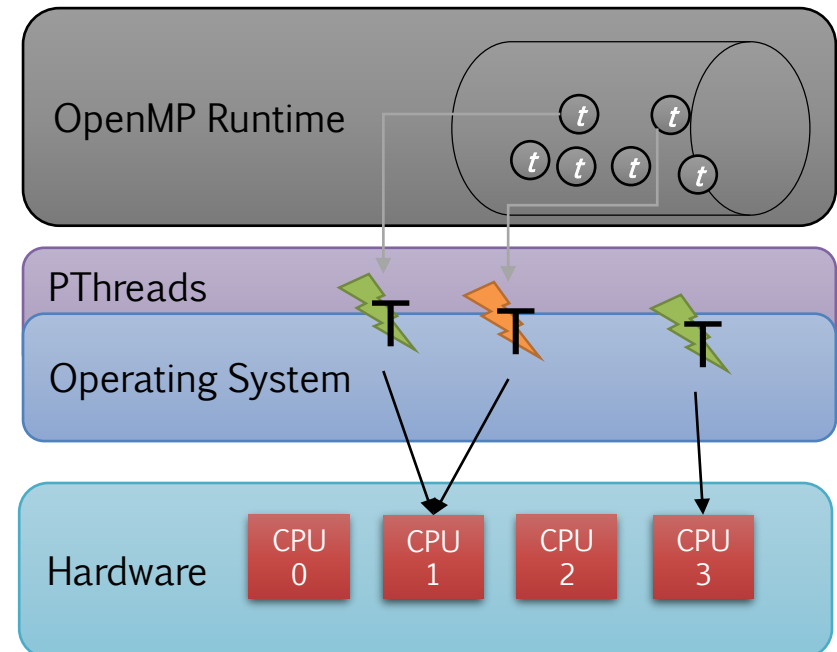 OpenMP Runtime
t
t
t
t
t
t
PThreads
T
T
T
Operating System
Hardware
CPU
0
CPU
1
CPU
2
CPU
3